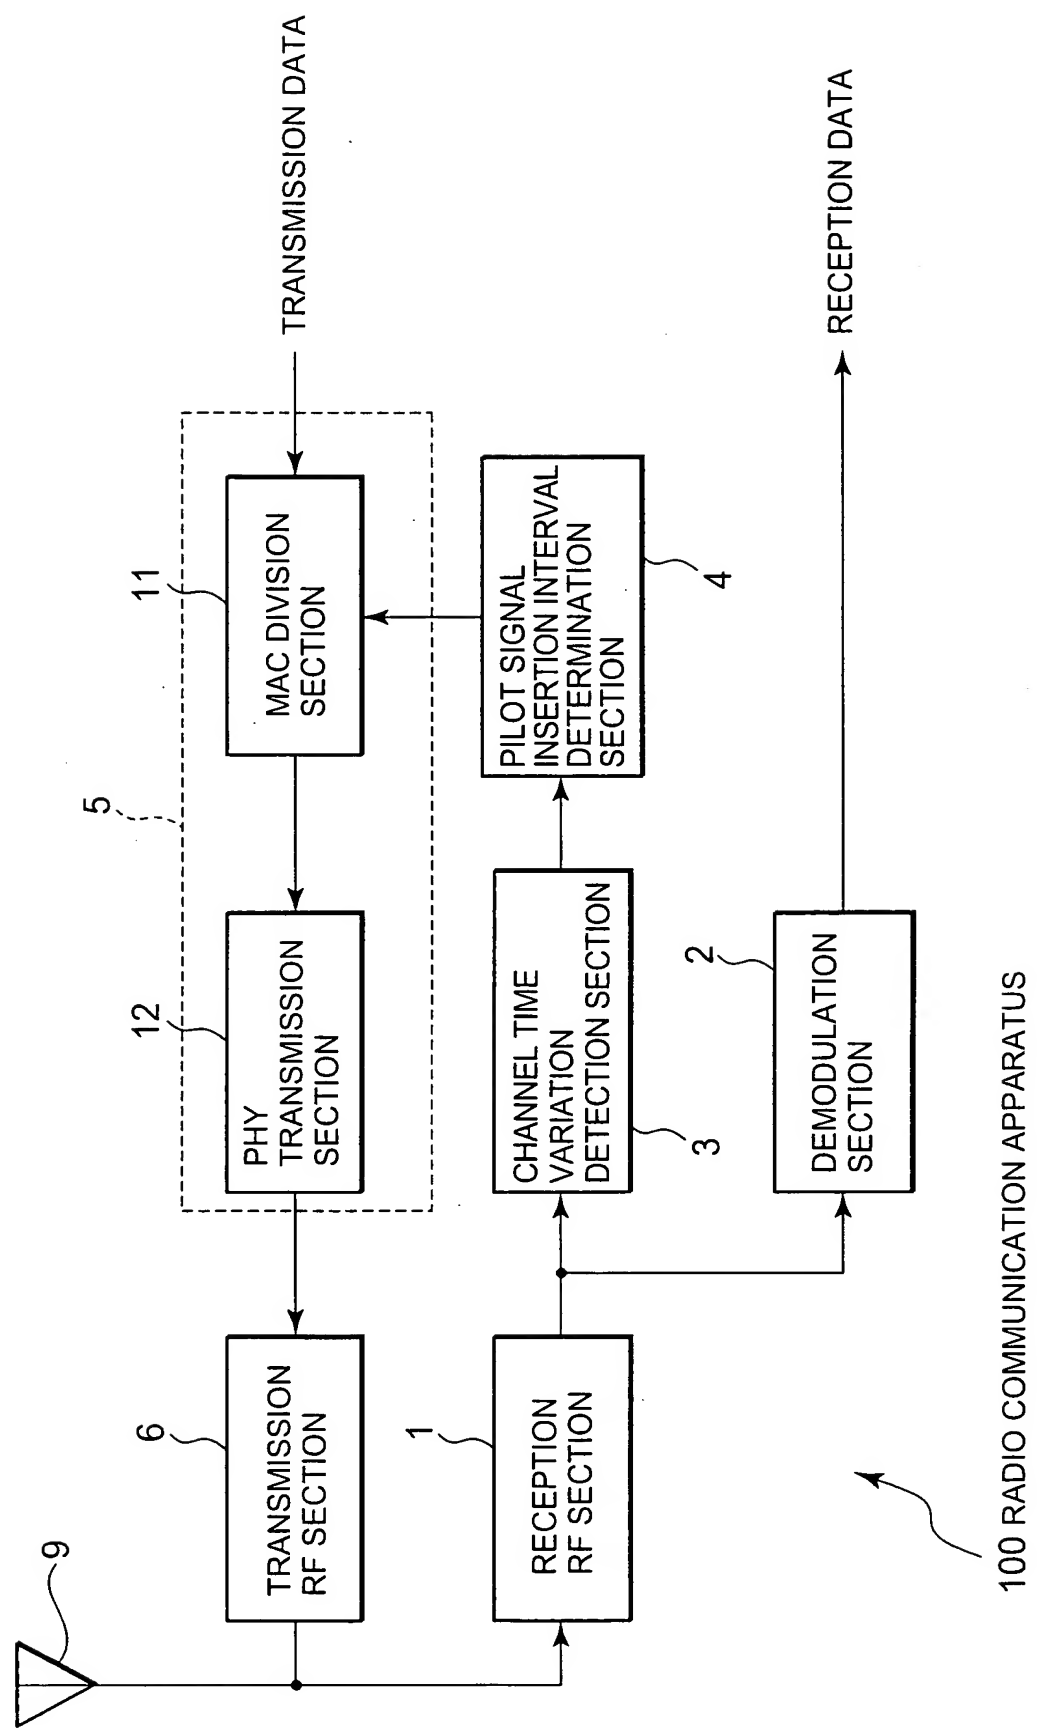 9
6
TRANSMISSION
RF SECTION
12
PHY
TRANSMISSION
SECTION
5
11
MAC DIVISION
SECTION
TRANSMISSION DATA
1
RECEPTION
RF SECTION
CHANNEL TIME
VARIATION
DETECTION SECTION
3
PILOT SIGNAL
INSERTION INTERVAL
DETERMINATION
SECTION
4
2
DEMODULATION
SECTION
RECEPTION DATA
100 RADIO COMMUNICATION APPARATUS